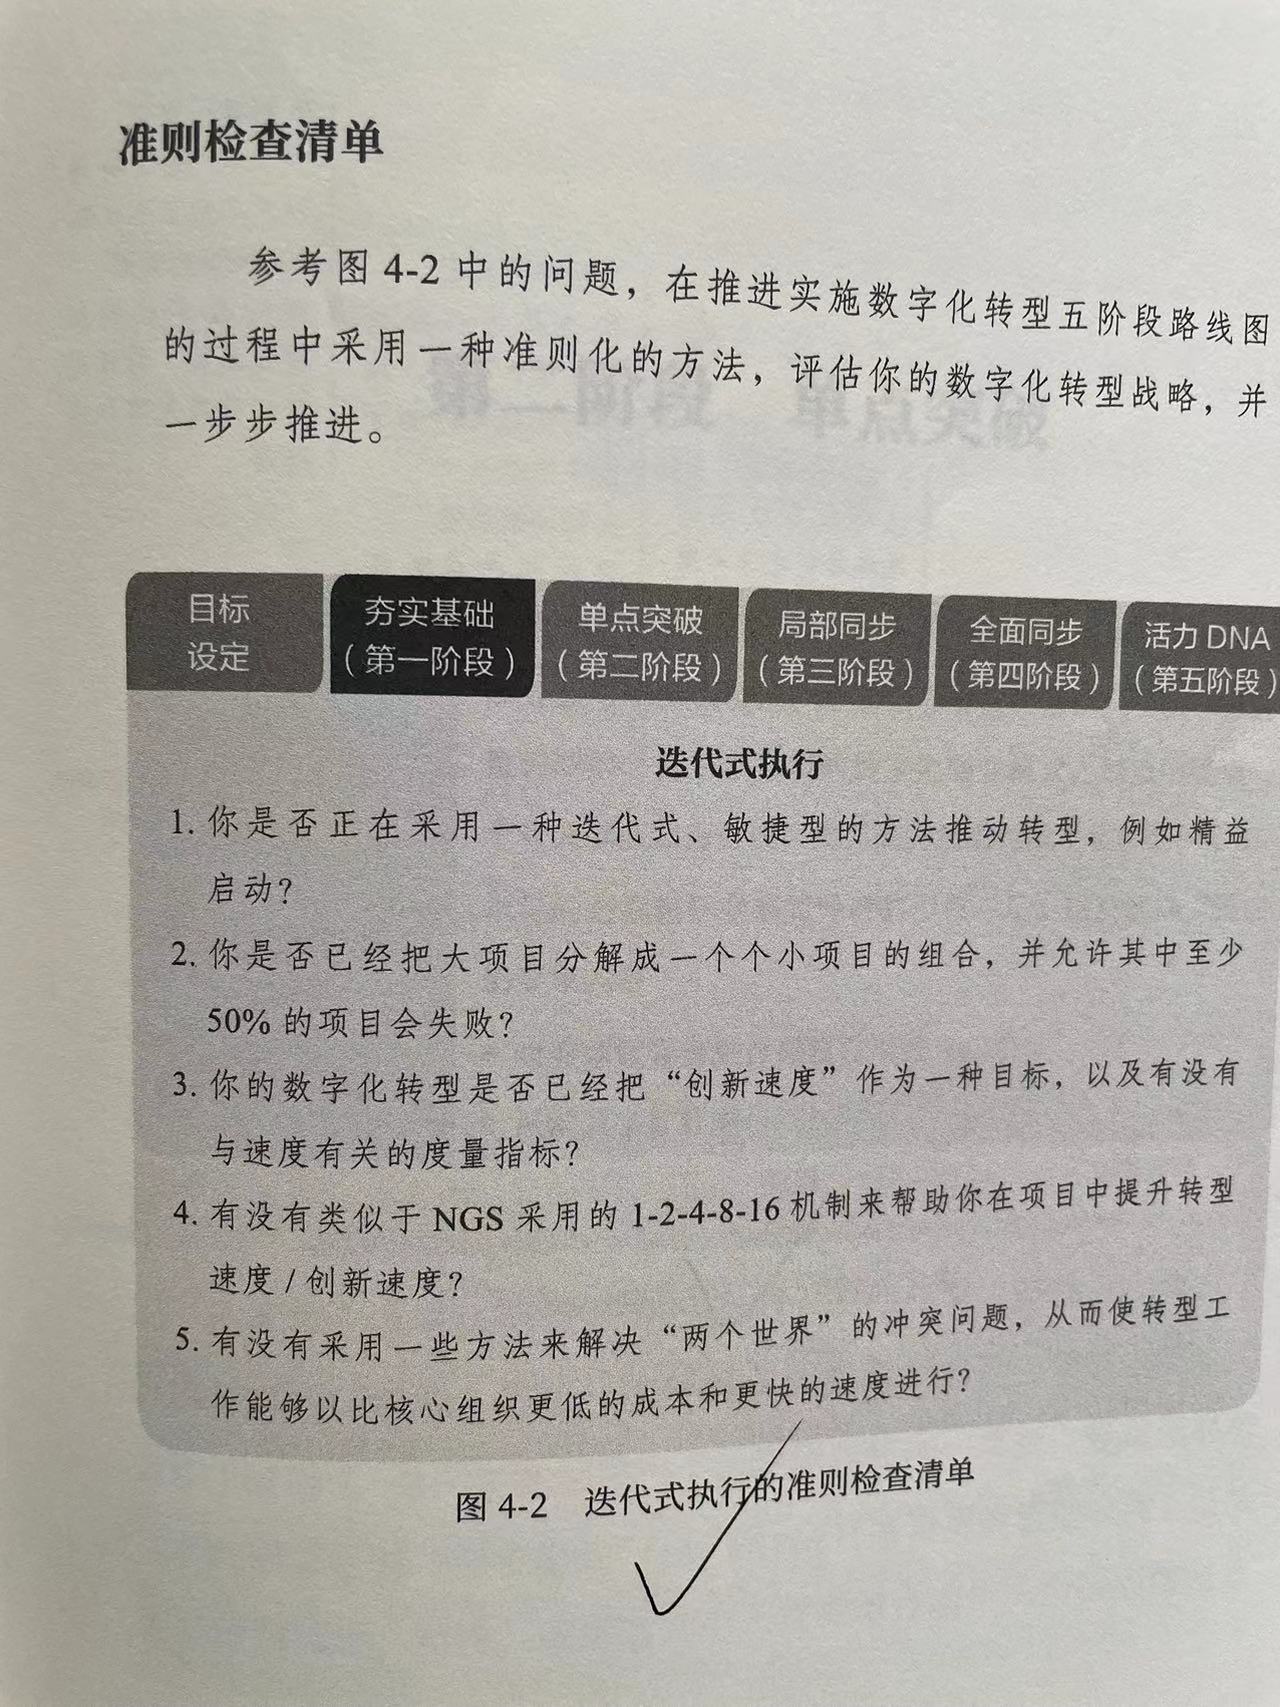 准则检查清单
参考图 4-2 中的问题，在推进实施数字化转型五阶段路线图
的过程中采用一种准则化的方法，评估你的数字化转型战略，并
一步步推进。
目标
设定
夯实基础
（第一阶段）
单点突破
（第二阶段）
局部同步
（第三阶段）
全面同步
（第四阶段）
活力 DNA
（第五阶段）
迭代式执行
1. 你是否正在采用一种迭代式、敏捷型的方法推动转型，例如精益
启动？
2. 你是否已经把大项目分解成一个个小项目的组合，并允许其中至少
50% 的项目会失败？
3. 你的数字化转型是否已经把“创新速度”作为一种目标，以及有没有
与速度有关的度量指标？
4. 有没有类似于 NGS 采用的 1-2-4-8-16 机制来帮助你在项目中提升转型
速度 / 创新速度？
5. 有没有采用一些方法来解决“两个世界”的冲突问题，从而使转型工
作能够以比核心组织更低的成本和更快的速度进行？
图 4-2 迭代式执行的准则检查清单